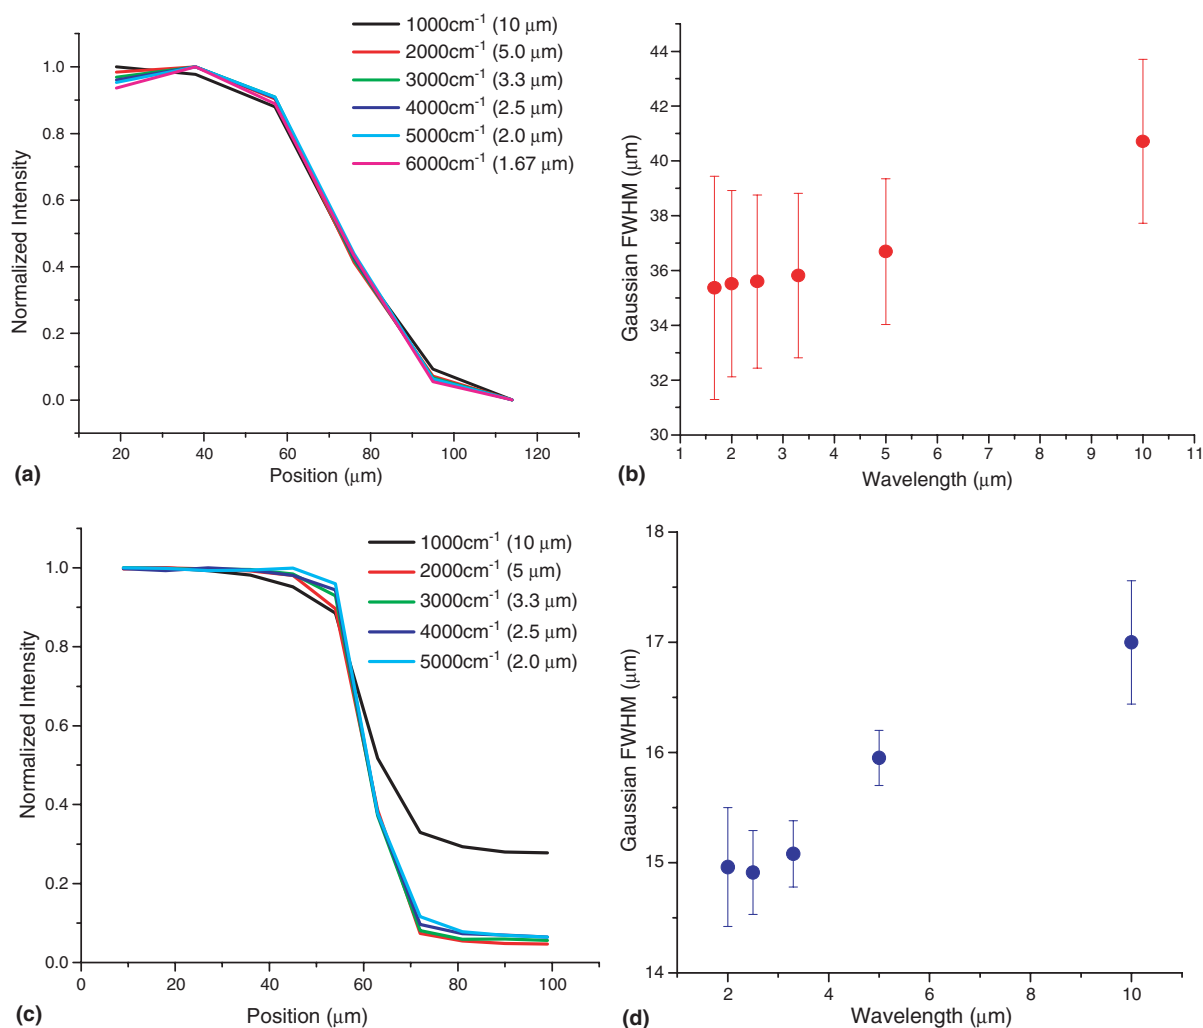 1000cm-1 (10 μm)
2000cm-1 (5.0 μm)
3000cm-1 (3.3 μm)
4000cm-1 (2.5 μm)
5000cm-1 (2.0 μm)
6000cm-1 (1.67 μm)
Normalized Intensity
1.0
0.8
0.6
0.4
0.2
0.0
20 40 60 80 100 120
Position (μm)
(a)
Gaussian FWHM (μm)
44
42
40
38
36
34
32
30
1 2 3 4 5 6 7 8 9 10 11
Wavelength (μm)
(b)
1000cm-1 (10 μm)
2000cm-1 (5 μm)
3000cm-1 (3.3 μm)
4000cm-1 (2.5 μm)
5000cm-1 (2.0 μm)
Normalized Intensity
1.0
0.8
0.6
0.4
0.2
0.0
0 20 40 60 80 100
Position (μm)
(c)
Gaussian FWHM (μm)
18
17
16
15
14
2 4 6 8 10
Wavelength (μm)
(d)